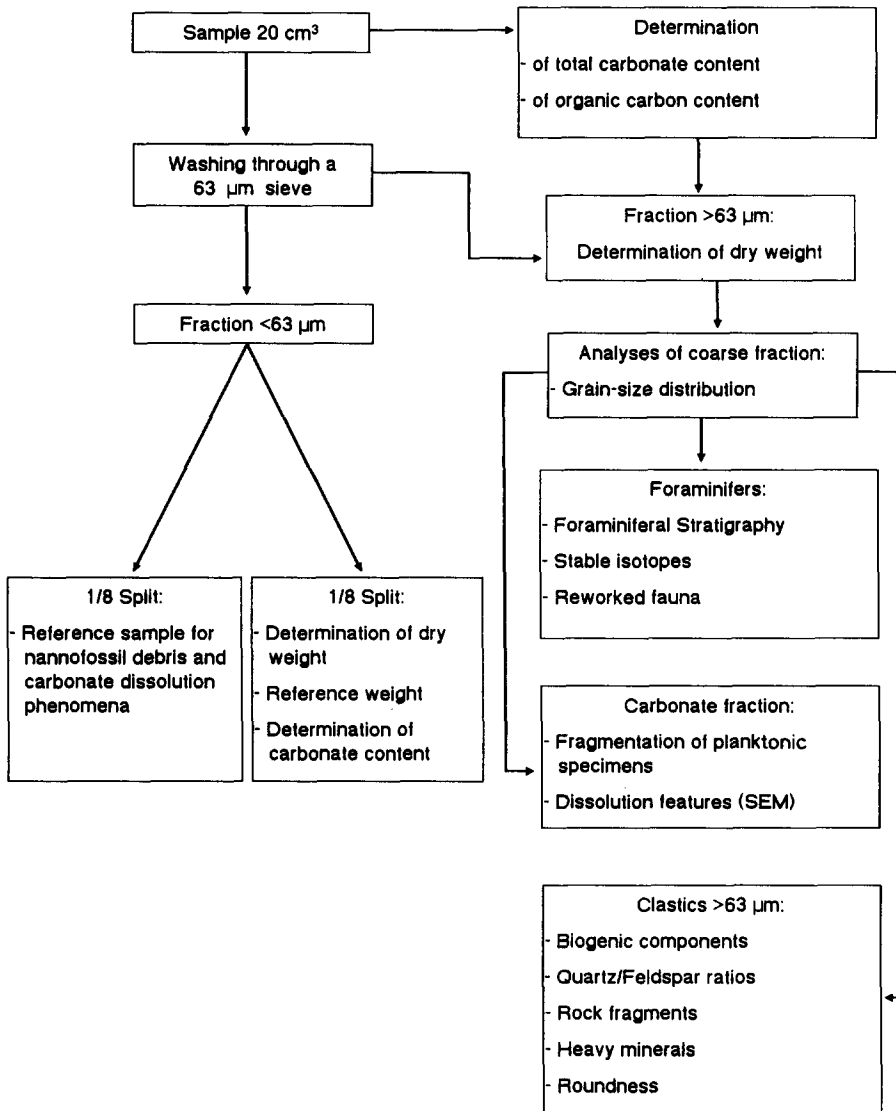 Sample 20 cm³
Determination
- of total carbonate content
- of organic carbon content
Washing through a
63 µm sieve
Fraction >63 µm:
Determination of dry weight
Fraction <63 µm
Analyses of coarse fraction:
- Grain-size distribution
Foraminifers:
- Foraminiferal Stratigraphy
- Stable isotopes
- Reworked fauna
1/8 Split:
- Reference sample for
nannofossil debris and
carbonate dissolution
phenomena
1/8 Split:
- Determination of dry
weight
- Reference weight
- Determination of
carbonate content
Carbonate fraction:
- Fragmentation of planktonic
specimens
- Dissolution features (SEM)
Clastics >63 µm:
- Biogenic components
- Quartz/Feldspar ratios
- Rock fragments
- Heavy minerals
- Roundness